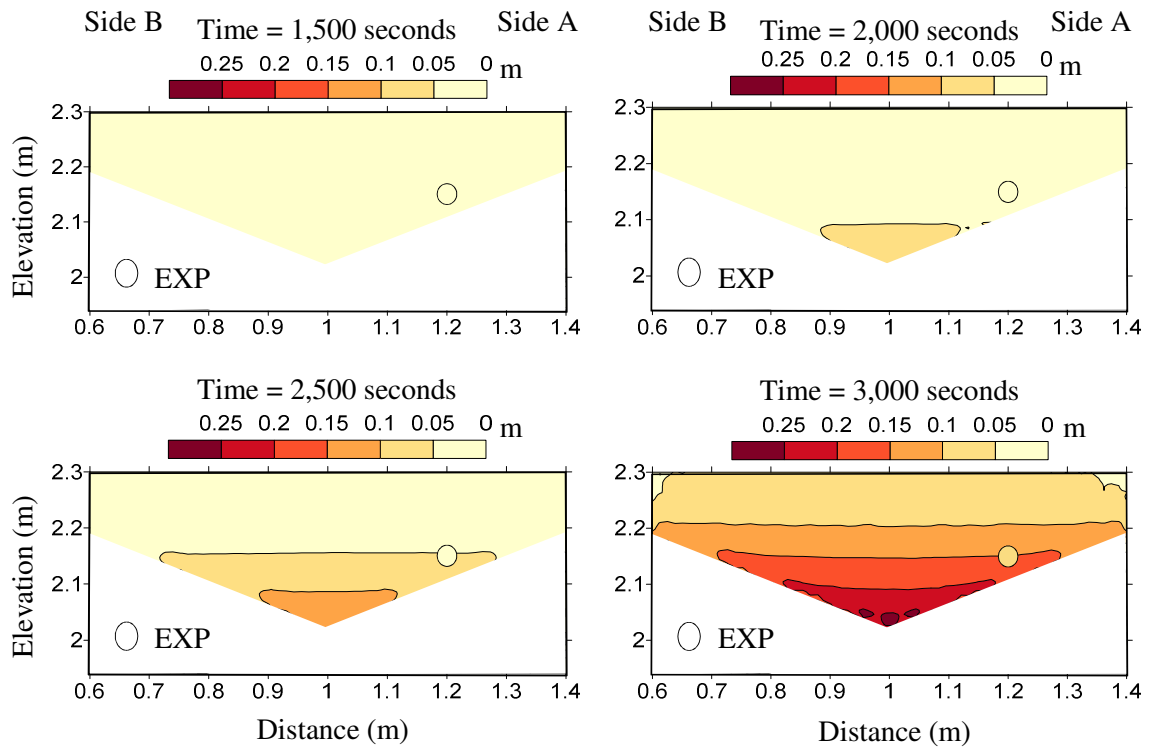 Side B Time = 1,500 seconds Side A
0.25 0.2 0.15 0.1 0.05 0 m
2.3
2.2
2.1
2
Elevation (m)
EXP
0.6 0.7 0.8 0.9 1 1.1 1.2 1.3 1.4
Side B Time = 2,000 seconds Side A
0.25 0.2 0.15 0.1 0.05 0 m
2.3
2.2
2.1
2
EXP
0.6 0.7 0.8 0.9 1 1.1 1.2 1.3 1.4
Time = 2,500 seconds
0.25 0.2 0.15 0.1 0.05 0 m
2.3
2.2
2.1
2
Elevation (m)
EXP
0.6 0.7 0.8 0.9 1 1.1 1.2 1.3 1.4
Distance (m)
Time = 3,000 seconds
0.25 0.2 0.15 0.1 0.05 0 m
2.3
2.2
2.1
2
EXP
0.6 0.7 0.8 0.9 1 1.1 1.2 1.3 1.4
Distance (m)